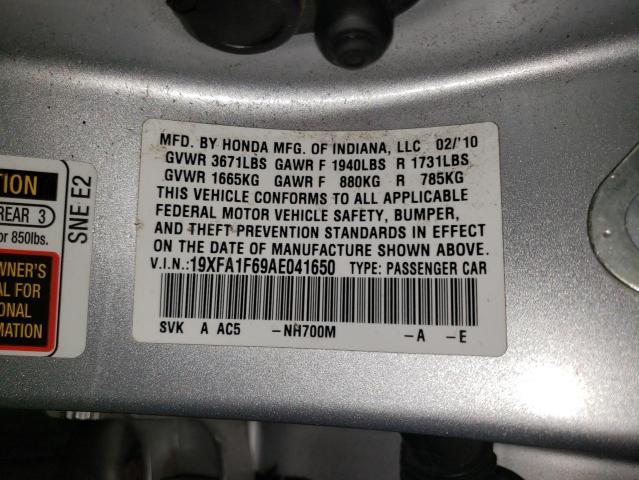 MFD. BY HONDA MFG. OF INDIANA, LLC 02/'10
GVWR 3671LBS GAWR F 1940LBS R 1731LBS
GVWR 1665KG GAWR F 880KG R 785KG
THIS VEHICLE CONFORMS TO ALL APPLICABLE
FEDERAL MOTOR VEHICLE SAFETY, BUMPER,
AND THEFT PREVENTION STANDARDS IN EFFECT
ON THE DATE OF MANUFACTURE SHOWN ABOVE.
V.I.N.: 19XFA1F69AE041650 TYPE: PASSENGER CAR
SVK A AC5 -NH700M -A -E
TION
REAR 3
or 850lbs.
SNE E2
WNER'S
AL FOR
ONAL
MATION